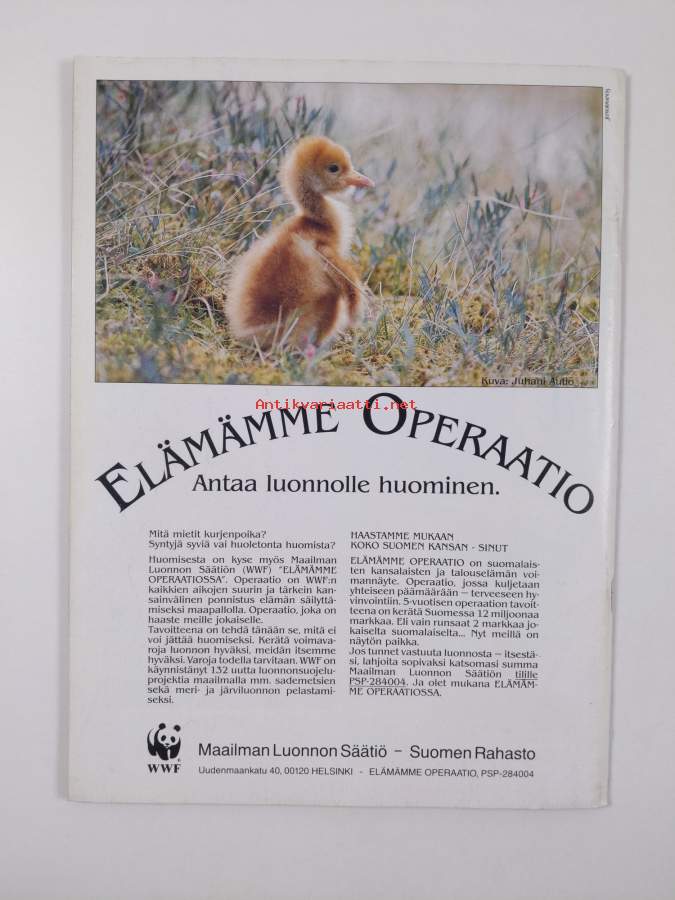 Kuva: Juhani Autio
Antikvariaatti.net
ELÄMÄMME OPERAATIO
Antaa luonnolle huominen.
Mitä mietit kurjenpoika?
Syntyjä syviä vai huoletonta huomista?
Huomisesta on kyse myös Maailman
Luonnon Säätiön (WWF) "ELÄMÄMME
OPERAATIOSSA". Operaatio on WWF:n
kaikkien aikojen suurin ja tärkein kan-
sainvälinen ponnistus elämän säilyttä-
miseksi maapallolla. Operaatio, joka on
haaste meille jokaiselle.
Tavoitteena on tehdä tänään se, mitä ei
voi jättää huomiseksi. Kerätä voimava-
roja luonnon hyväksi, meidän itsemme
hyväksi. Varoja todella tarvitaan. WWF on
käynnistänyt 132 uutta luonnonsuojelu-
projektia maailmalla mm. sademetsien
sekä meri- ja järviluonnon pelastami-
seksi.
HAASTAMME MUKAAN
KOKO SUOMEN KANSAN - SINUT
ELÄMÄMME OPERAATIO on suomalais-
ten kansalaisten ja talouselämän voi-
mannäyte. Operaatio, jossa kuljetaan
yhteiseen päämäärään – terveeseen hy-
vinvointiin. 5-vuotisen operaation tavoit-
teena on kerätä Suomessa 12 miljoonaa
markkaa. Eli vain runsaat 2 markkaa jo-
kaiselta suomalaiselta... Nyt meillä on
näytön paikka.
Jos tunnet vastuuta luonnosta – itsestä-
si, lahjoita sopivaksi katsomasi summa
Maailman Luonnon Säätiön tilille
PSP-284004. Ja olet mukana ELÄMÄM-
ME OPERAATIOSSA.
WWF
Maailman Luonnon Säätiö – Suomen Rahasto
Uudenmaankatu 40, 00120 HELSINKI - ELÄMÄMME OPERAATIO, PSP-284004